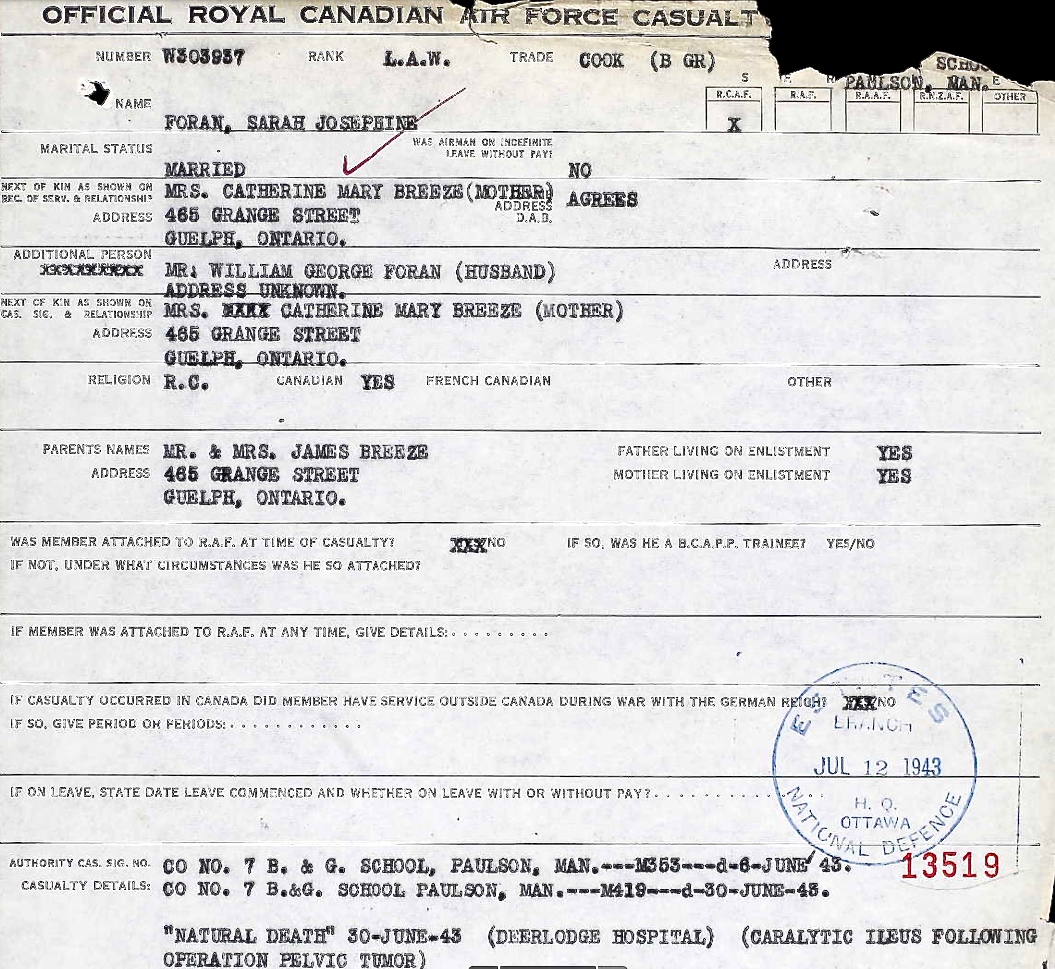 OFFICIAL ROYAL CANADIAN AIR FORCE CASUALT
NUMBER W303937 RANK L.A.W. TRADE COOK (B GR)
PAULSON, MAN.
R.C.A.F. R.A.F. R.A.A.F. R.N.Z.A.F. OTHER
X
NAME
FORAN, SARAH JOSEPHINE
MARITAL STATUS WAS AIRMAN ON INDEFINITE
LEAVE WITHOUT PAY?
MARRIED NO
NEXT OF KIN AS SHOWN ON
REC. OF SERV. & RELATIONSHIP MRS. CATHERINE MARY BREEZE(MOTHER) ADDRESS D.A.B. AGREES
ADDRESS 465 GRANGE STREET
GUELPH, ONTARIO.
ADDITIONAL PERSON ADDRESS
MR. WILLIAM GEORGE FORAN (HUSBAND)
ADDRESS UNKNOWN.
NEXT OF KIN AS SHOWN ON
CAS. SIG. & RELATIONSHIP MRS. CATHERINE MARY BREEZE (MOTHER)
ADDRESS 465 GRANGE STREET
GUELPH, ONTARIO.
RELIGION R.C. CANADIAN YES FRENCH CANADIAN OTHER
PARENTS NAMES MR. & MRS. JAMES BREEZE FATHER LIVING ON ENLISTMENT YES
ADDRESS 465 GRANGE STREET MOTHER LIVING ON ENLISTMENT YES
GUELPH, ONTARIO.
WAS MEMBER ATTACHED TO R.A.F. AT TIME OF CASUALTY? XXX NO IF SO, WAS HE A B.C.A.P.P. TRAINEE? YES/NO
IF NOT, UNDER WHAT CIRCUMSTANCES WAS HE SO ATTACHED?
IF MEMBER WAS ATTACHED TO R.A.F. AT ANY TIME, GIVE DETAILS:.........
IF CASUALTY OCCURRED IN CANADA DID MEMBER HAVE SERVICE OUTSIDE CANADA DURING WAR WITH THE GERMAN REICH? XXX NO
IF SO, GIVE PERIOD OR PERIODS:............
ESTATES
BRANCH
JUL 12 1943
H. Q.
OTTAWA
NATIONAL DEFENCE
IF ON LEAVE, STATE DATE LEAVE COMMENCED AND WHETHER ON LEAVE WITH OR WITHOUT PAY?..............
AUTHORITY CAS. SIG. NO. CO NO. 7 B. & G. SCHOOL, PAULSON, MAN.---M353---d-6-JUNE 43.
13519
CASUALTY DETAILS: CO NO. 7 B.&G. SCHOOL PAULSON, MAN.---M419---d-30-JUNE-43.
"NATURAL DEATH" 30-JUNE-43 (DEERLODGE HOSPITAL) (CARALYTIC ILEUS FOLLOWING
OPERATION PELVIC TUMOR)